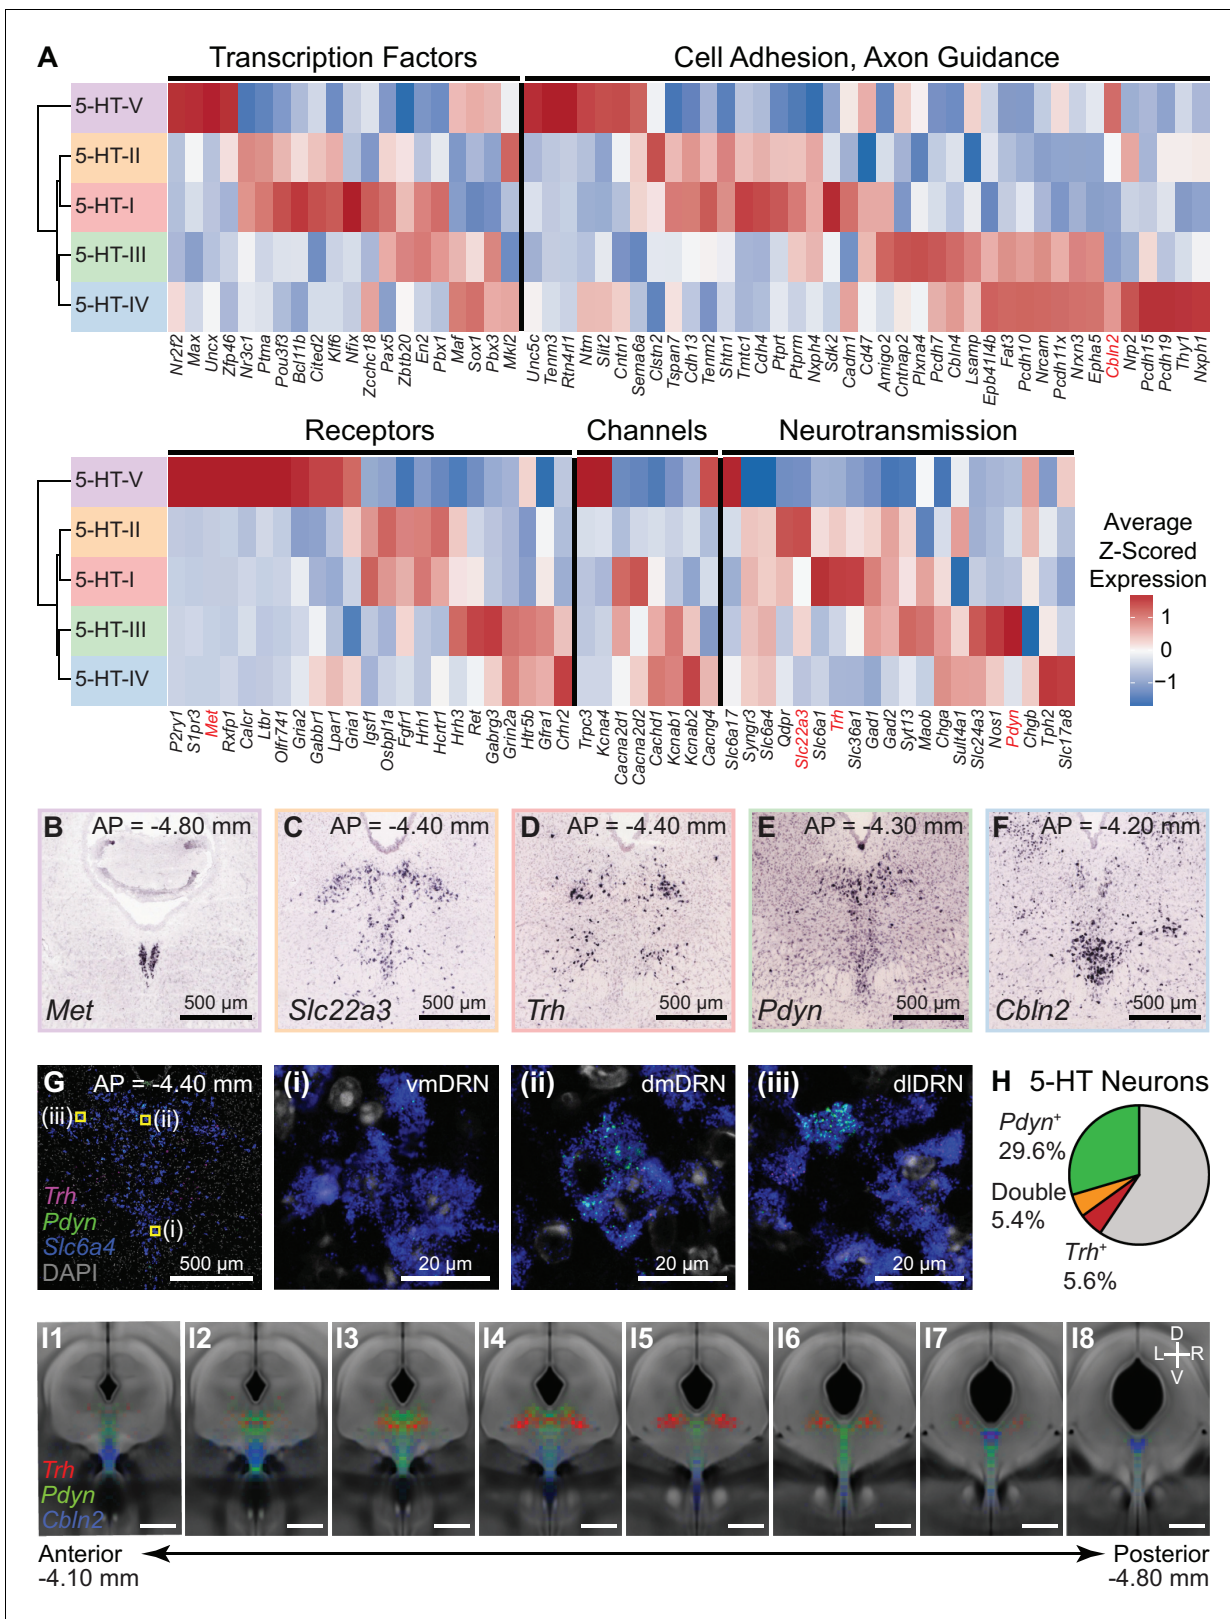 A
Transcription Factors
Cell Adhesion, Axon Guidance
5-HT-V
5-HT-II
5-HT-I
5-HT-III
5-HT-IV
Nr2f2 Max Uncx Zfp46 Nr3c1 Ptma Pou3f3 Bcl11b Cited2 Klf6 Nfix Zcchc18 Pax5 Zbtb20 En2 Pbx1 Maf Sox1 Pbx3 Mkl2 Unc5c Tenm3 Rtn4rl1 Ntm Slit2 Cntn1 Sema6a Clstn2 Tspan7 Cdh13 Tenm2 Shtn1 Tmtc1 Cdh4 Ptprt Ptprm Nxph4 Sdk2 Cadm1 Cd47 Amigo2 Cntnap2 Plxna4 Pcdh7 Cbln4 Lsamp Epb41l4b Fat3 Pcdh10 Nrcam Pcdh11x Nrxn3 Epha5 Cbln2 Nrp2 Pcdh15 Pcdh19 Thy1 Nxph1
Receptors
Channels
Neurotransmission
5-HT-V
5-HT-II
5-HT-I
5-HT-III
5-HT-IV
P2ry1 S1pr3 Met Rxfp1 Calcr Ltbr Olfr741 Gria2 Gabbr1 Lpar1 Gria1 Igsf1 Osbpl1a Fgfr1 Hrh1 Hcrtr1 Hrh3 Ret Gabrg3 Grin2a Htr5b Gfra1 Crhr2 Trpc3 Kcna4 Cacna2d1 Cacna2d2 Cachd1 Kcnab1 Kcnab2 Cacng4 Slc6a17 Syngr3 Slc6a4 Qdpr Slc22a3 Slc6a1 Trh Slc36a1 Gad1 Gad2 Syt13 Maob Chga Sult4a1 Slc24a3 Nos1 Pdyn Chgb Tph2 Slc17a8
Average
Z-Scored
Expression
1
0
−1
B
AP = -4.80 mm
Met
500 µm
C
AP = -4.40 mm
Slc22a3
500 µm
D
AP = -4.40 mm
Trh
500 µm
E
AP = -4.30 mm
Pdyn
500 µm
F
AP = -4.20 mm
Cbln2
500 µm
G
AP = -4.40 mm
(iii)
(ii)
(i)
Trh
Pdyn
Slc6a4
DAPI
500 µm
(i)
vmDRN
20 µm
(ii)
dmDRN
20 µm
(iii)
dlDRN
20 µm
H
5-HT Neurons
Pdyn+
29.6%
Double
5.4%
Trh+
5.6%
I1
I2
I3
I4
I5
I6
I7
I8
D
L R
V
Trh
Pdyn
Cbln2
Anterior
-4.10 mm
Posterior
-4.80 mm